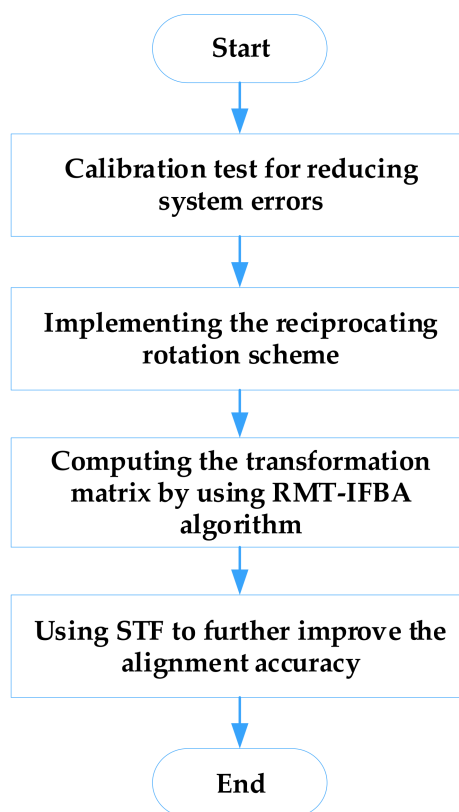 Start
Calibration test for reducing
system errors
Implementing the reciprocating
rotation scheme
Computing the transformation
matrix by using RMT-IFBA
algorithm
Using STF to further improve the
alignment accuracy
End